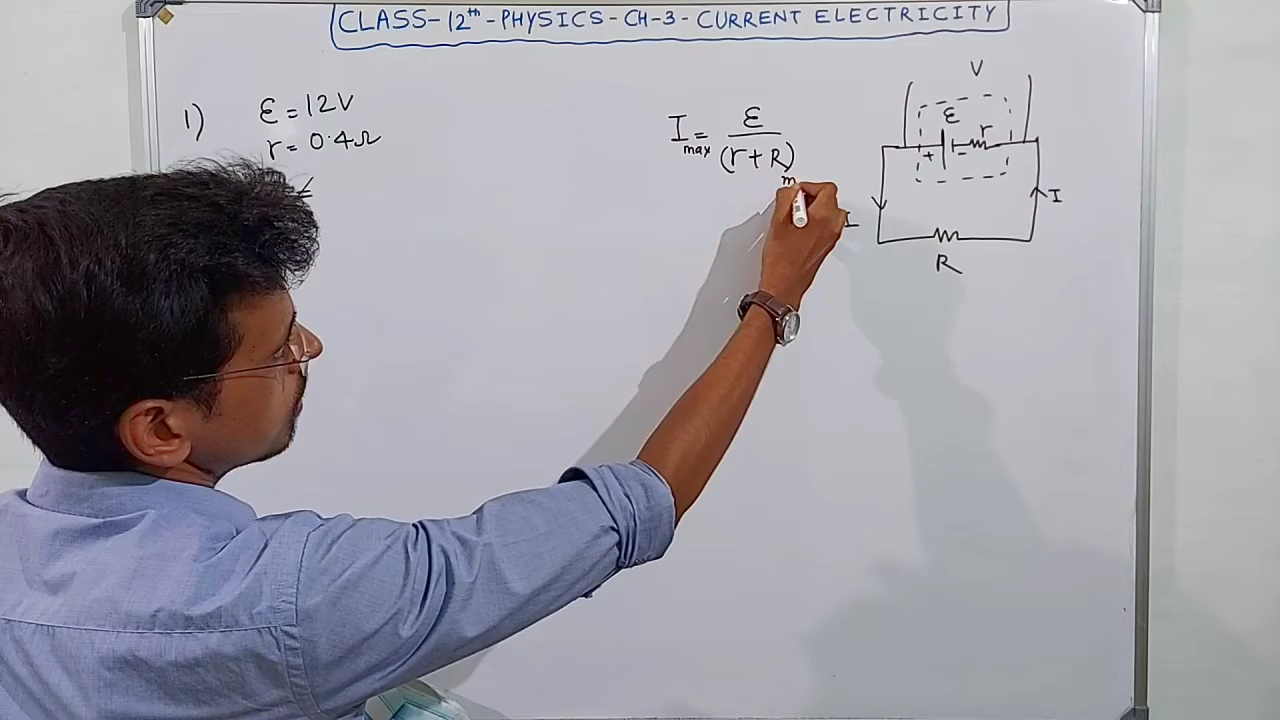 CLASS-12th-PHYSICS-CH-3-CURRENT ELECTRICITY
1) ε = 12V
r = 0.4Ω
I max = ε / (r + R) m
V
ε
r
+ -
I
I
R